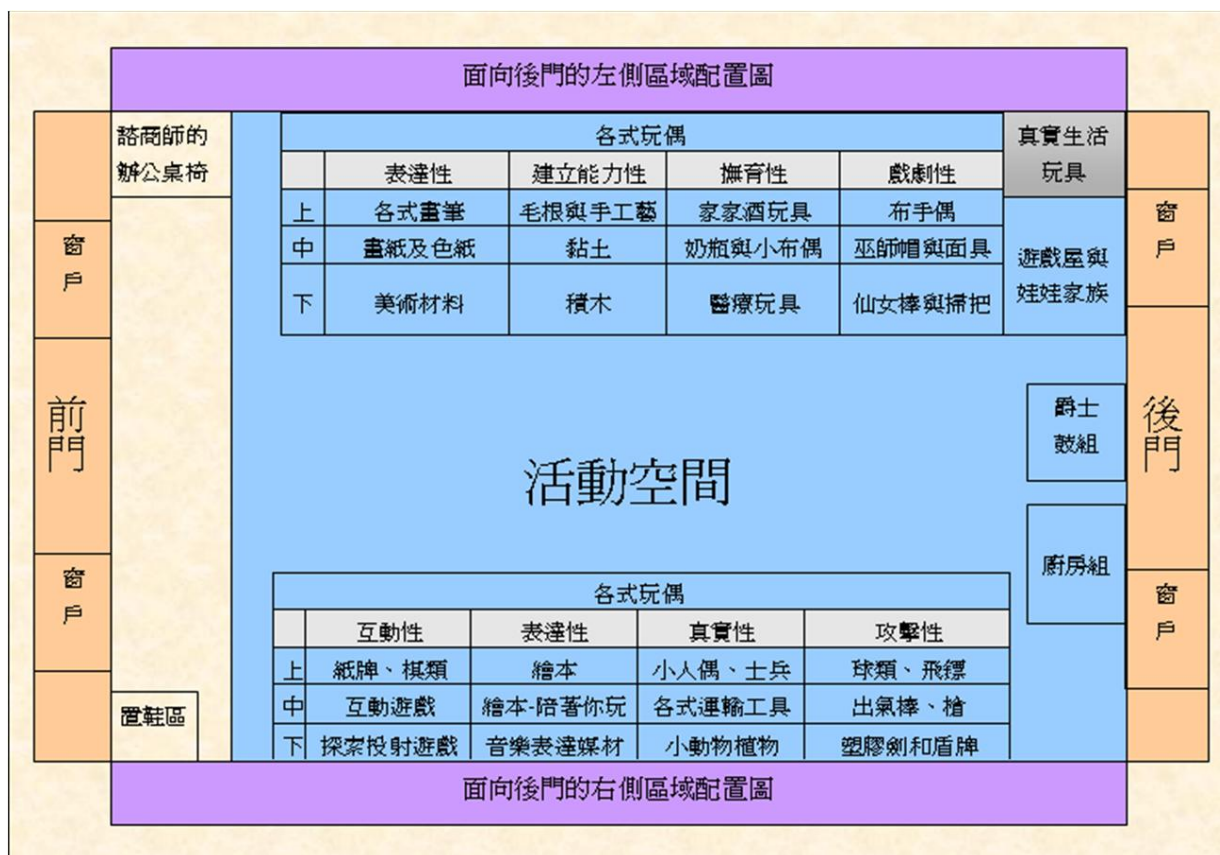 面向後門的左側區域配置圖
諮商師的
辦公桌椅
各式玩偶
真實生活
玩具
表達性 建立能力性 撫育性 戲劇性
上 各式畫筆 毛根與手工藝 家家酒玩具 布手偶
中 畫紙及色紙 黏土 奶瓶與小布偶 巫師帽與面具
下 美術材料 積木 醫療玩具 仙女棒與掃把
遊戲屋與
娃娃家族
窗
戶
窗
戶
前
門
爵士
鼓組
後
門
活動空間
廚房組
窗
戶
窗
戶
各式玩偶
互動性 表達性 真實性 攻擊性
上 紙牌、棋類 繪本 小人偶、士兵 球類、飛鏢
中 互動遊戲 繪本-陪著你玩 各式運輸工具 出氣棒、槍
下 探索投射遊戲 音樂表達媒材 小動物植物 塑膠劍和盾牌
置鞋區
面向後門的右側區域配置圖